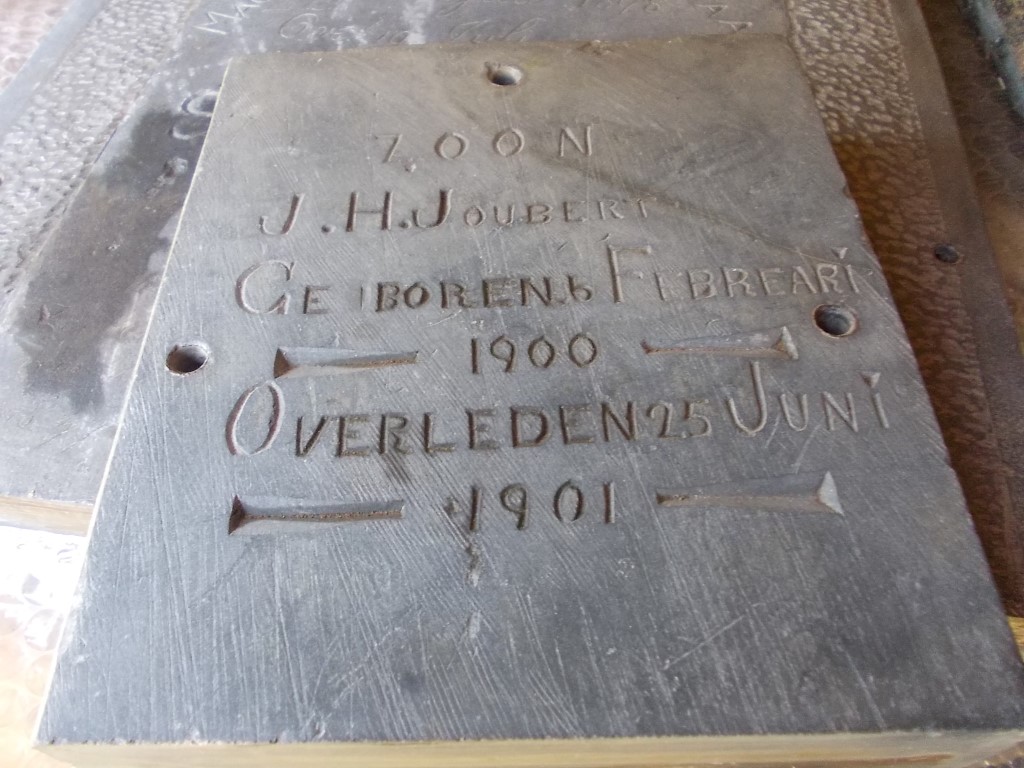 ZOON
J.H.JOUBERT
GEBOREN 6 FEBREARI
1900
OVERLEDEN 25 JUNI
1901